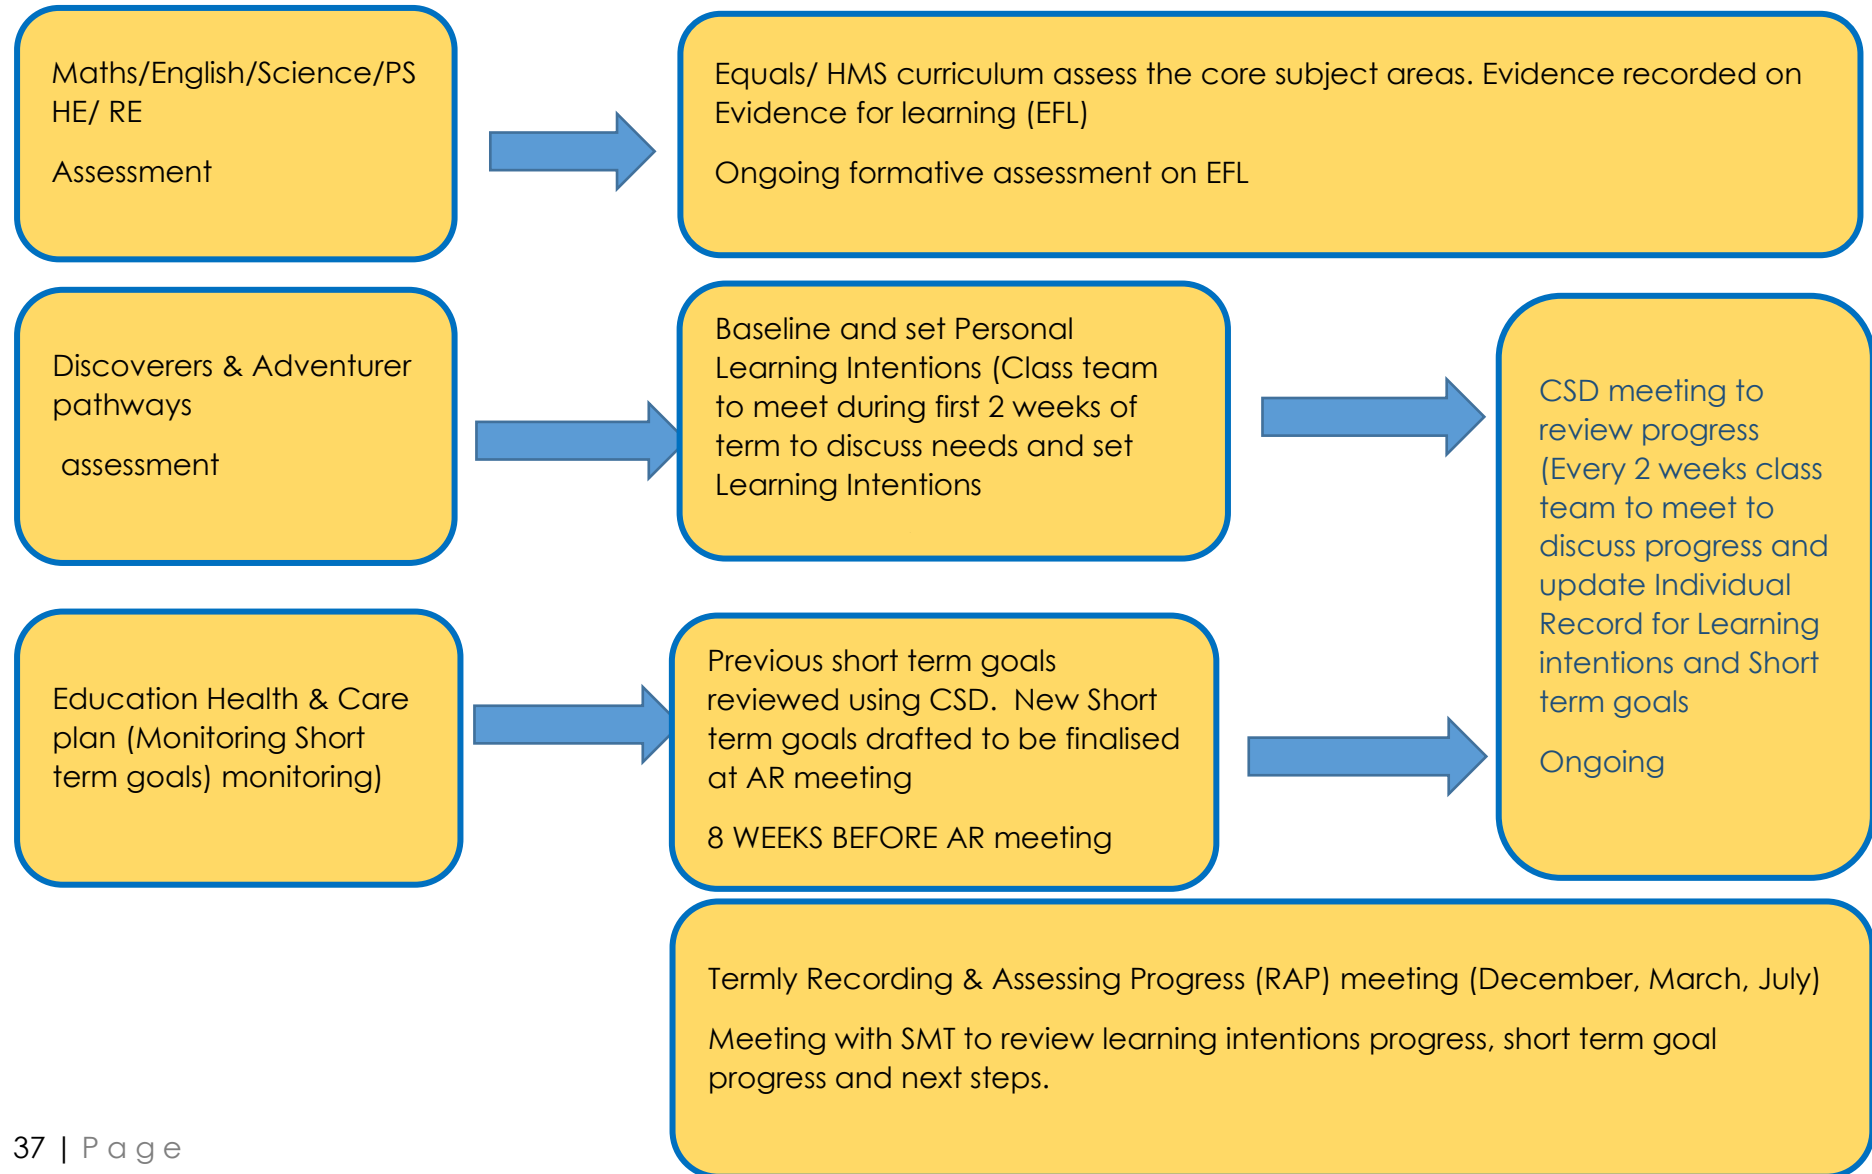 Maths/English/Science/PS
HE/ RE
Assessment
Equals/ HMS curriculum assess the core subject areas. Evidence recorded on
Evidence for learning (EFL)
Ongoing formative assessment on EFL
Discoverers & Adventurer
pathways
assessment
Baseline and set Personal
Learning Intentions (Class team
to meet during first 2 weeks of
term to discuss needs and set
Learning Intentions
CSD meeting to
review progress
(Every 2 weeks class
team to meet to
discuss progress and
update Individual
Record for Learning
intentions and Short
term goals
Ongoing
Education Health & Care
plan (Monitoring Short
term goals) monitoring)
Previous short term goals
reviewed using CSD.  New Short
term goals drafted to be finalised
at AR meeting
8 WEEKS BEFORE AR meeting
Termly Recording & Assessing Progress (RAP) meeting (December, March, July)
Meeting with SMT to review learning intentions progress, short term goal
progress and next steps.
37 | P a g e